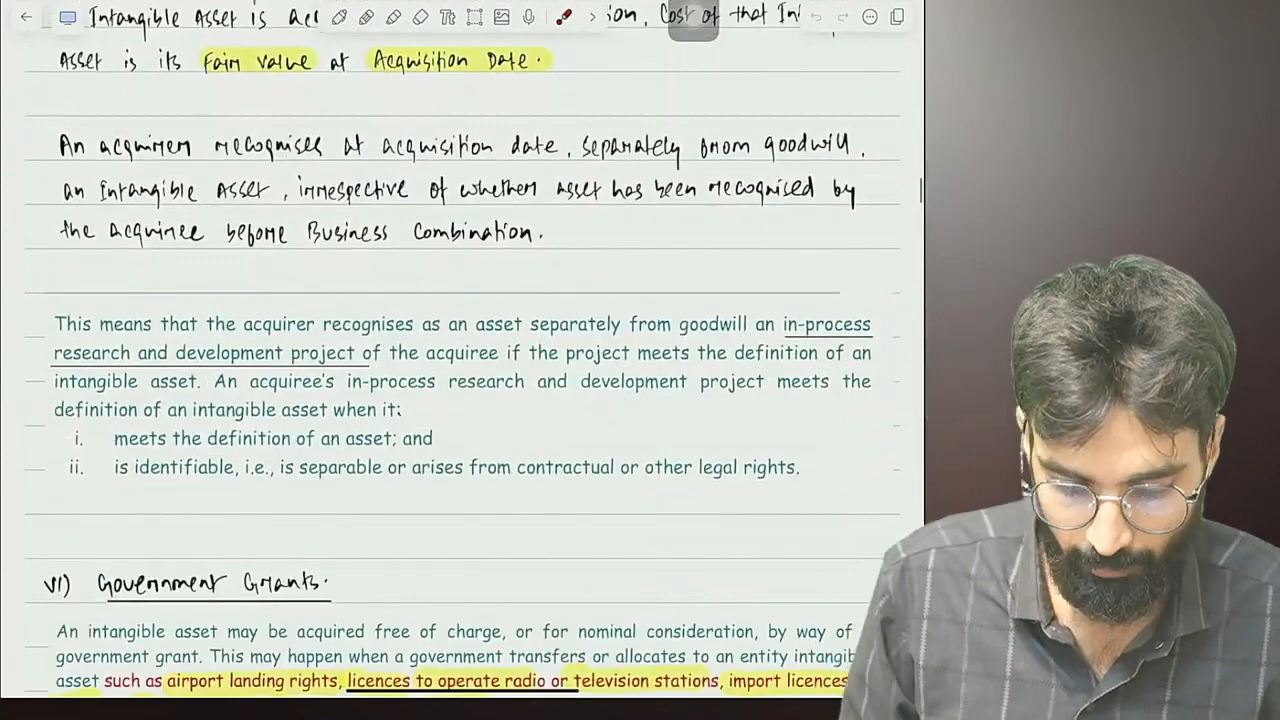 Intangible Asset is ion, Cost of that
Asset is its Fair value at Acquisition Date.
An acquirer recognises at acquisition date, separately from goodwill,
an Intangible Asset, irrespective of whether asset has been recognised by
the acquiree before Business Combination.
This means that the acquirer recognises as an asset separately from goodwill an in-process
research and development project of the acquiree if the project meets the definition of an
intangible asset. An acquiree's in-process research and development project meets the
definition of an intangible asset when it:
i. meets the definition of an asset; and
ii. is identifiable, i.e., is separable or arises from contractual or other legal rights.
VI) Government Grants.
An intangible asset may be acquired free of charge, or for nominal consideration, by way of
government grant. This may happen when a government transfers or allocates to an entity intangib
asset such as airport landing rights, licences to operate radio or television stations, import licences